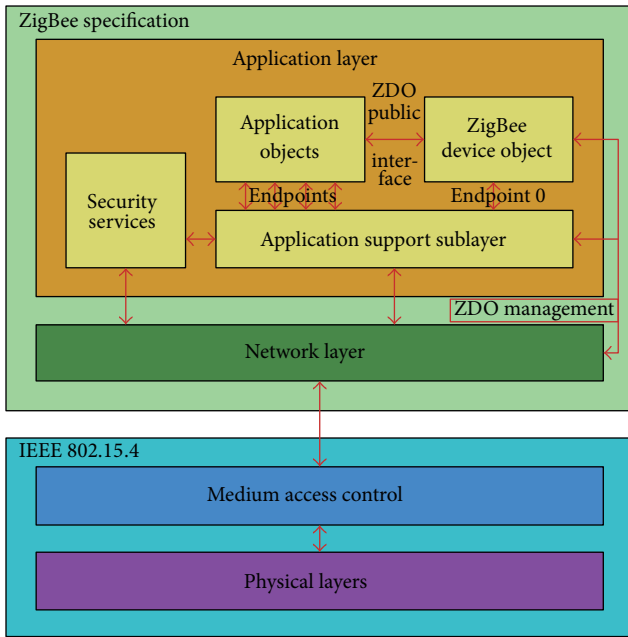 ZigBee specification
Application layer
ZDO
public
inter-
face
Application
objects
ZigBee
device object
Security
services
Endpoints
Endpoint 0
Application support sublayer
ZDO management
Network layer
IEEE 802.15.4
Medium access control
Physical layers